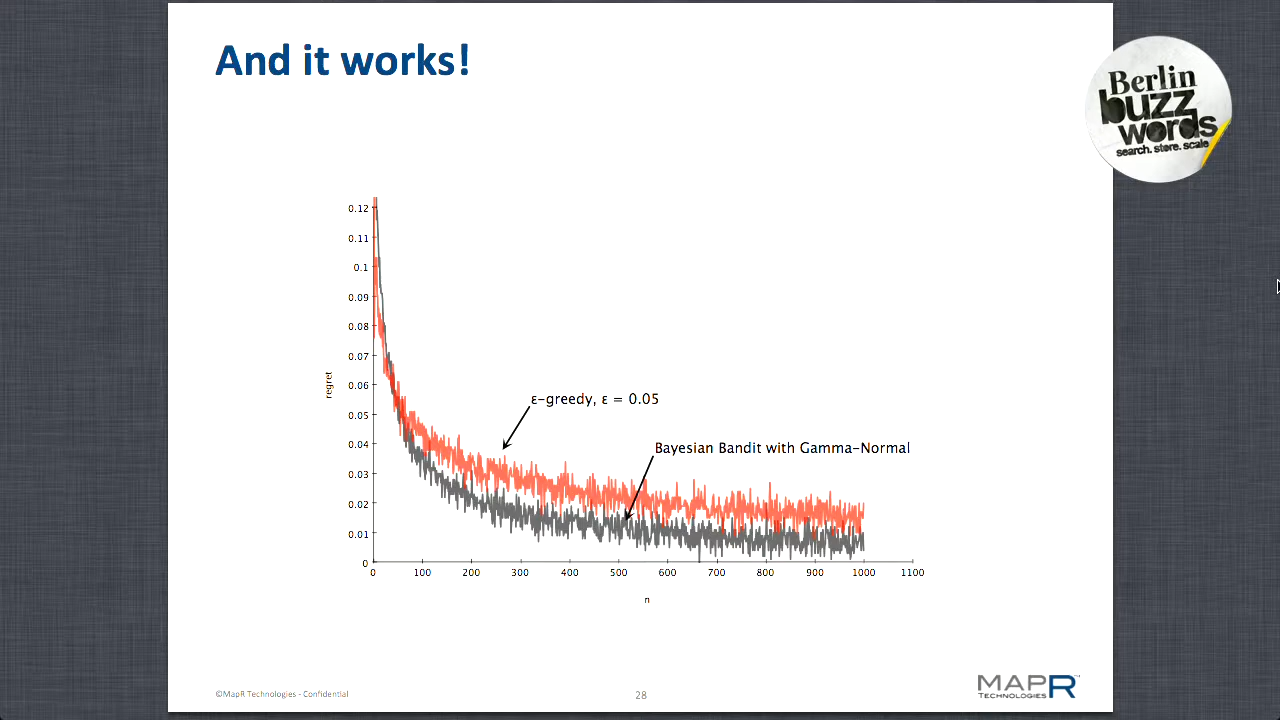 And it works!
Berlin
buzz
words
search. store. scale
0.12
0.11
0.1
0.09
0.08
0.07
0.06
0.05
0.04
0.03
0.02
0.01
0
regret
ε-greedy, ε = 0.05
Bayesian Bandit with Gamma-Normal
0 100 200 300 400 500 600 700 800 900 1000 1100
n
©MapR Technologies - Confidential
28
MAPR
TECHNOLOGIES